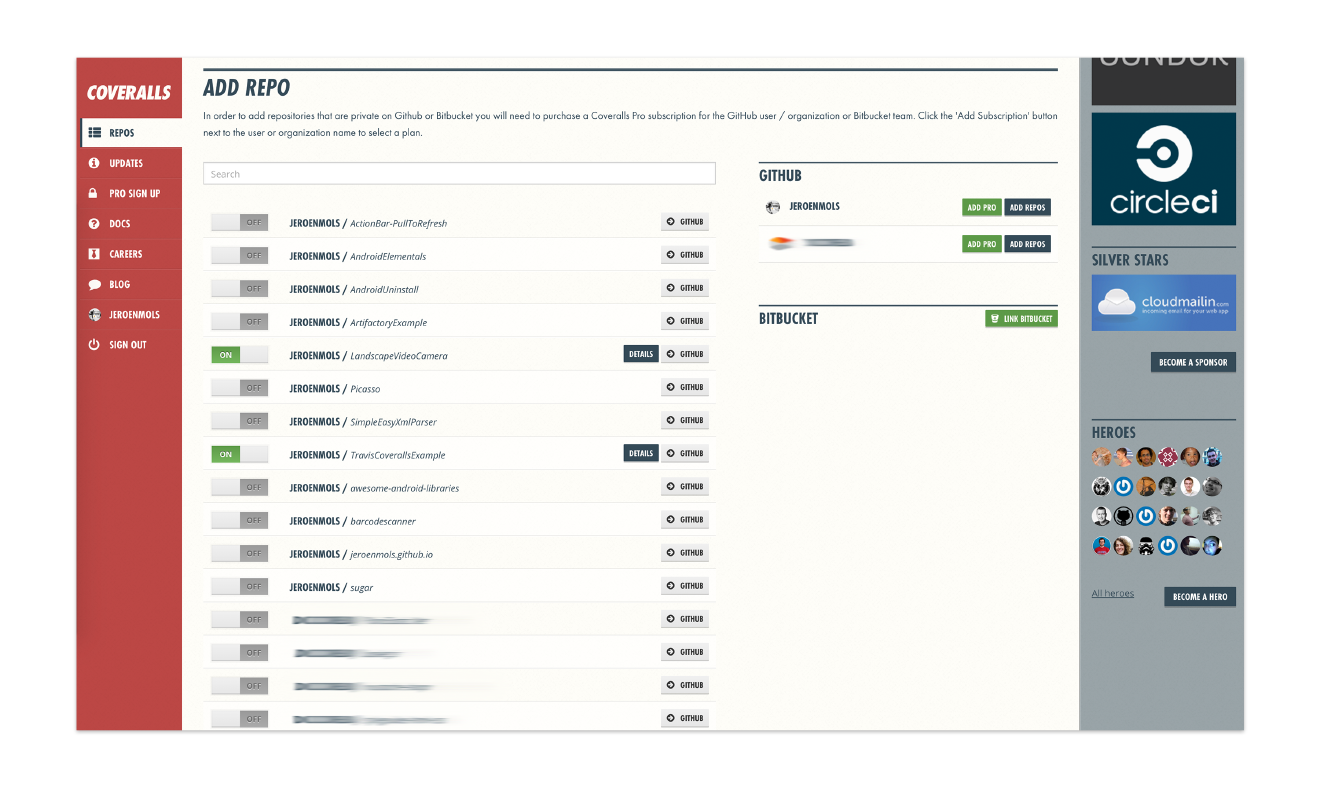 COVERALLS
REPOS
UPDATES
PRO SIGN UP
DOCS
CAREERS
BLOG
JEROENMOLS
SIGN OUT
ADD REPO
In order to add repositories that are private on Github or Bitbucket you will need to purchase a Coveralls Pro subscription for the GitHub user / organization or Bitbucket team. Click the 'Add Subscription' button
next to the user or organization name to select a plan.
Search
OFF JEROENMOLS / ActionBar-PullToRefresh GITHUB
OFF JEROENMOLS / AndroidElementals GITHUB
OFF JEROENMOLS / AndroidUninstall GITHUB
OFF JEROENMOLS / ArtifactoryExample GITHUB
ON JEROENMOLS / LandscapeVideoCamera DETAILS GITHUB
OFF JEROENMOLS / Picasso GITHUB
OFF JEROENMOLS / SimpleEasyXmlParser GITHUB
ON JEROENMOLS / TravisCoverallsExample DETAILS GITHUB
OFF JEROENMOLS / awesome-android-libraries GITHUB
OFF JEROENMOLS / barcodescanner GITHUB
OFF JEROENMOLS / jeroenmols.github.io GITHUB
OFF JEROENMOLS / sugar GITHUB
OFF GITHUB
OFF GITHUB
OFF GITHUB
OFF GITHUB
GITHUB
JEROENMOLS ADD PRO ADD REPOS
ADD PRO ADD REPOS
BITBUCKET LINK BITBUCKET
circleci
SILVER STARS
cloudmailin.com
incoming email for your web app
BECOME A SPONSOR
HEROES
All heroes BECOME A HERO